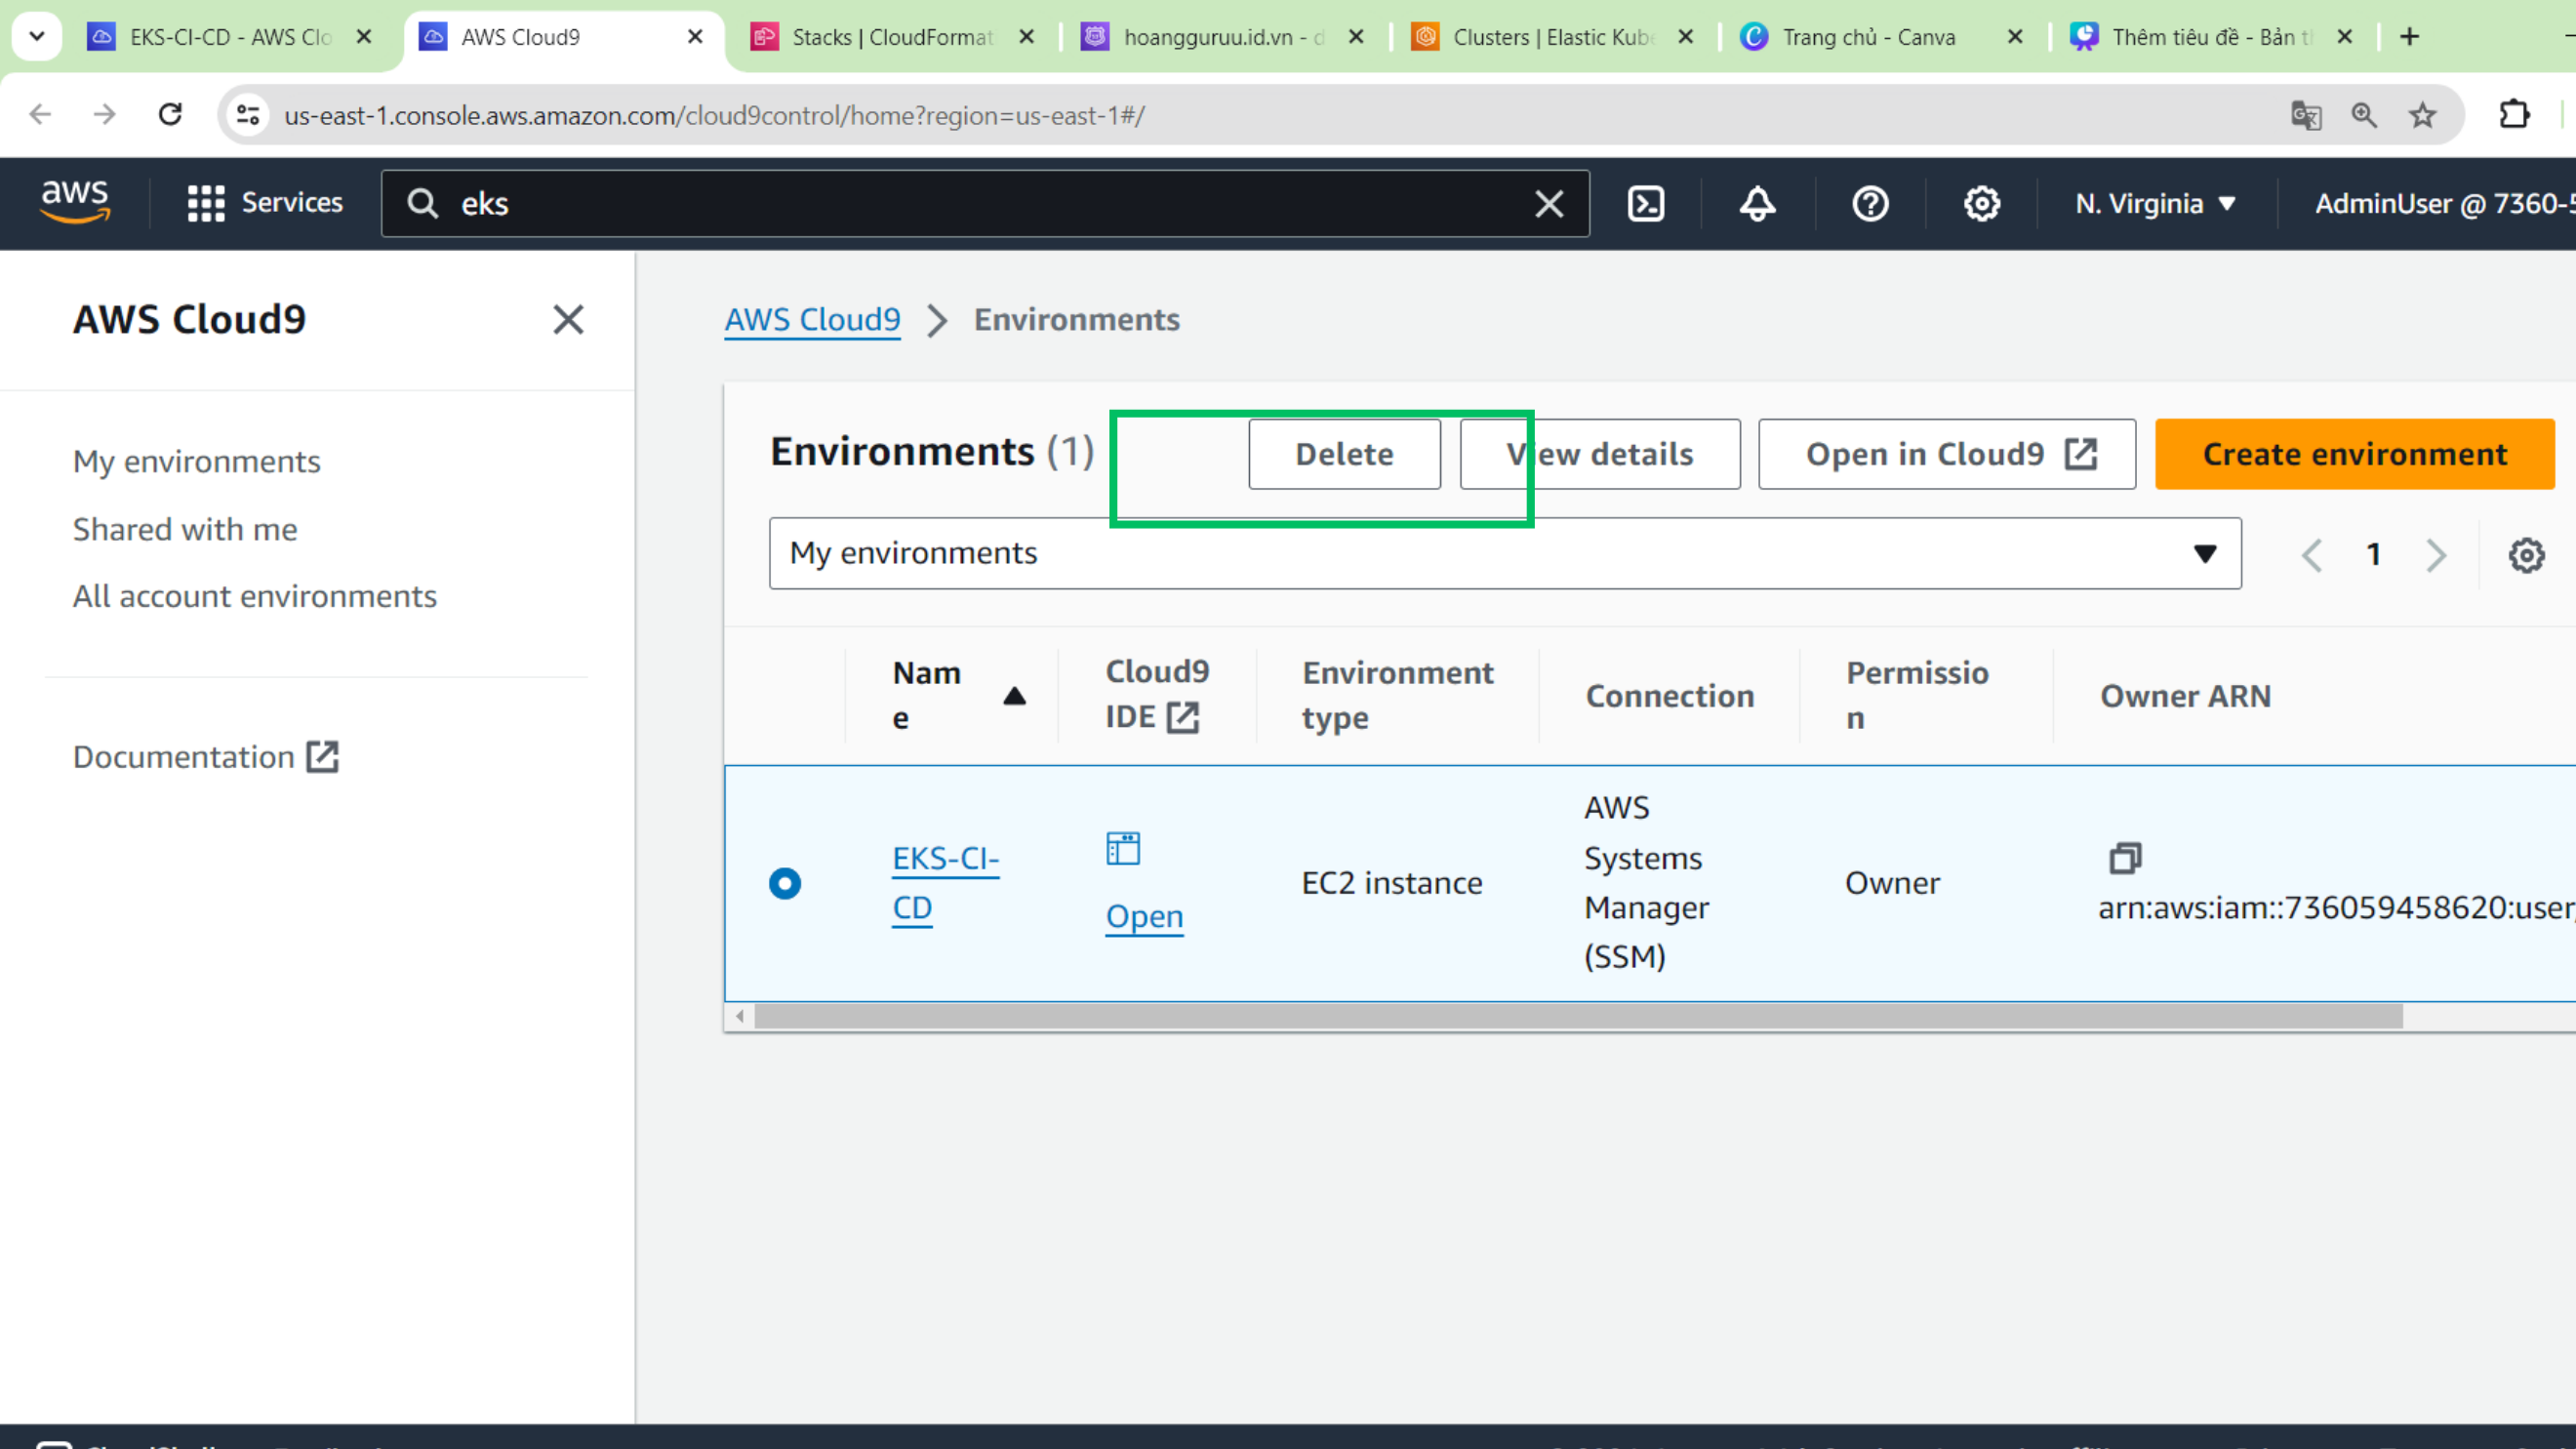 EKS-CI-CD - AWS Clo
AWS Cloud9
Stacks | CloudFormat
hoangguruu.id.vn - d
Clusters | Elastic Kube
Trang chủ - Canva
Thêm tiêu đề - Bản th
us-east-1.console.aws.amazon.com/cloud9control/home?region=us-east-1#/
aws
Services
eks
N. Virginia
AdminUser @ 7360-5
AWS Cloud9
My environments
Shared with me
All account environments
Documentation
AWS Cloud9
Environments
Environments (1)
Delete
View details
Open in Cloud9
Create environment
My environments
1
Nam
e
Cloud9
IDE
Environment
type
Connection
Permissio
n
Owner ARN
EKS-CI-
CD
Open
EC2 instance
AWS
Systems
Manager
(SSM)
Owner
arn:aws:iam::736059458620:user